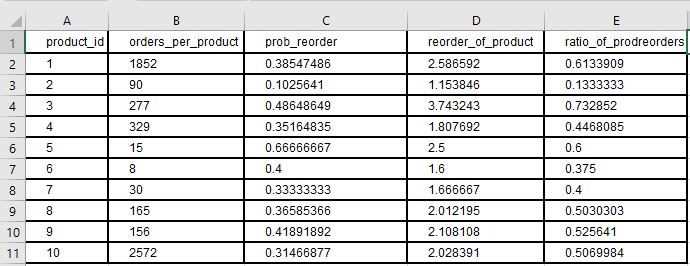 A B C D E
1 product_id orders_per_product prob_reorder reorder_of_product ratio_of_prodreorders
2 1 1852 0.38547486 2.586592 0.6133909
3 2 90 0.1025641 1.153846 0.1333333
4 3 277 0.48648649 3.743243 0.732852
5 4 329 0.35164835 1.807692 0.4468085
6 5 15 0.66666667 2.5 0.6
7 6 8 0.4 1.6 0.375
8 7 30 0.33333333 1.666667 0.4
9 8 165 0.36585366 2.012195 0.5030303
10 9 156 0.41891892 2.108108 0.525641
11 10 2572 0.31466877 2.028391 0.5069984